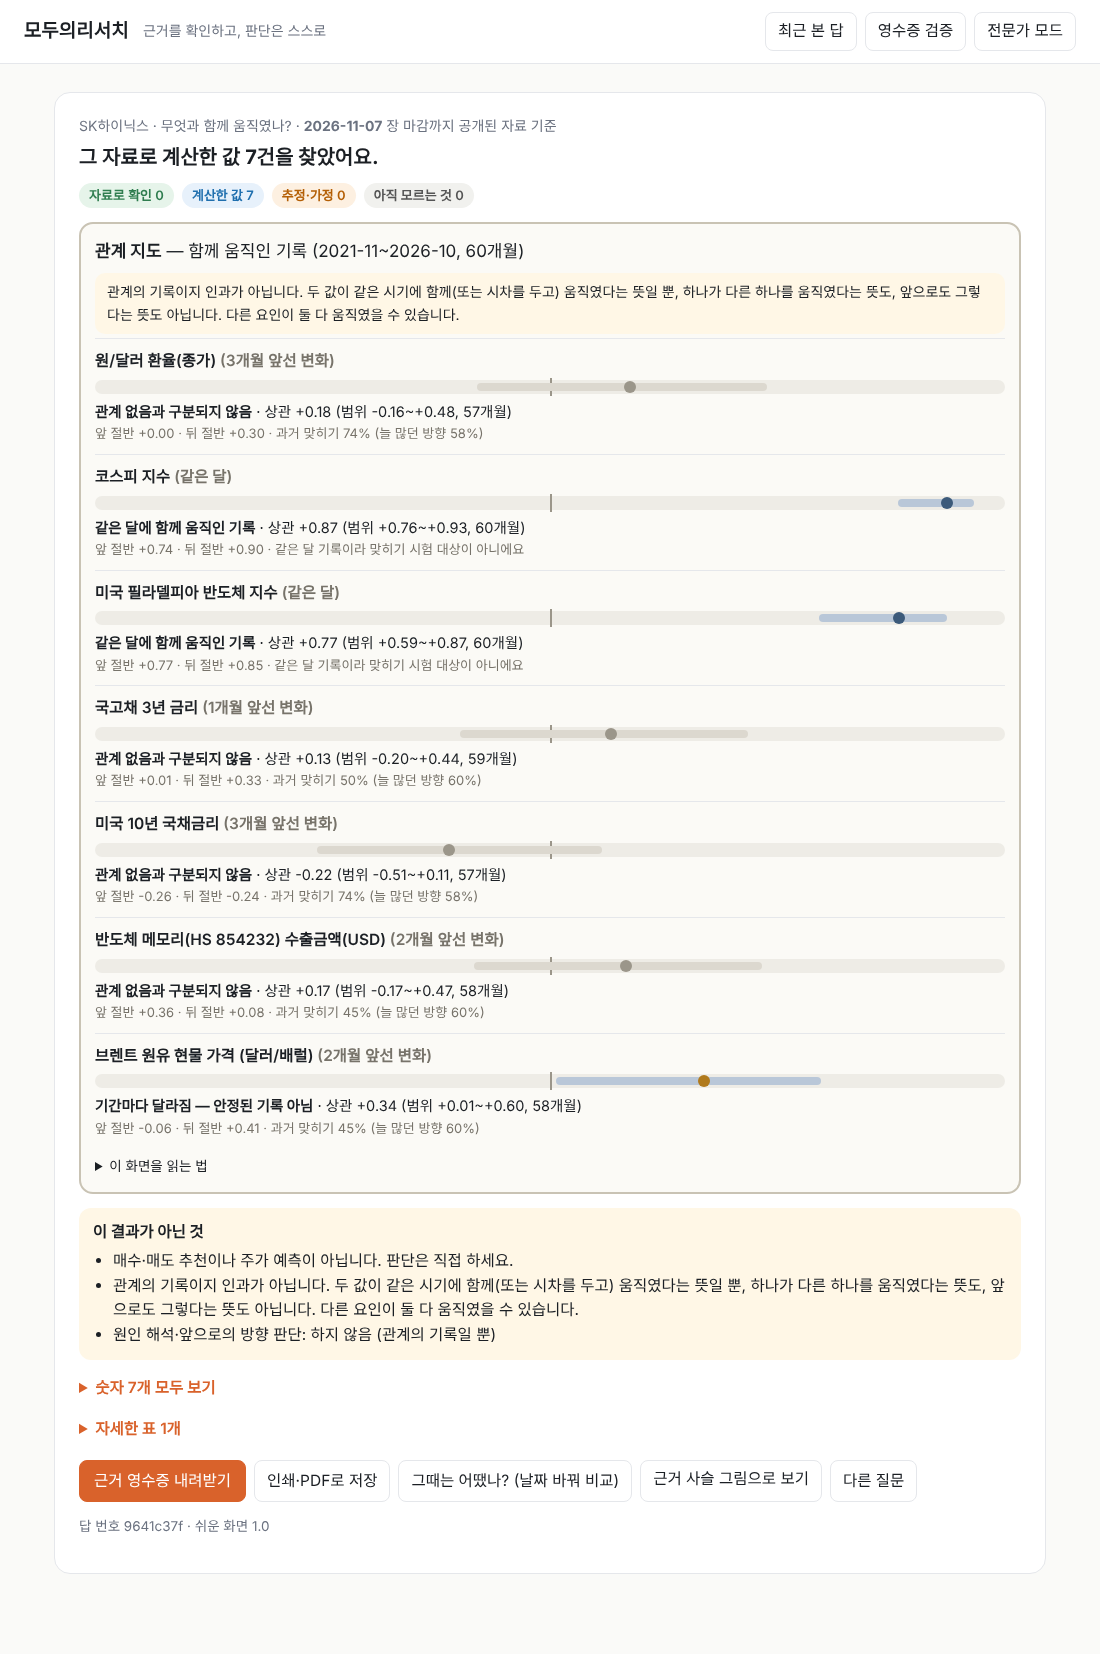 모두의리서치 근거를 확인하고, 판단은 스스로
최근 본 답
영수증 검증
전문가 모드
SK하이닉스 · 무엇과 함께 움직였나? · 2026-11-07 장 마감까지 공개된 자료 기준
그 자료로 계산한 값 7건을 찾았어요.
자료로 확인 0
계산한 값 7
추정·가정 0
아직 모르는 것 0
관계 지도 — 함께 움직인 기록 (2021-11~2026-10, 60개월)
관계의 기록이지 인과가 아닙니다. 두 값이 같은 시기에 함께(또는 시차를 두고) 움직였다는 뜻일 뿐, 하나가 다른 하나를 움직였다는 뜻도, 앞으로도 그렇
다는 뜻도 아닙니다. 다른 요인이 둘 다 움직였을 수 있습니다.
원/달러 환율(종가) (3개월 앞선 변화)
관계 없음과 구분되지 않음 · 상관 +0.18 (범위 -0.16~+0.48, 57개월)
앞 절반 +0.00 · 뒤 절반 +0.30 · 과거 맞히기 74% (늘 많던 방향 58%)
코스피 지수 (같은 달)
같은 달에 함께 움직인 기록 · 상관 +0.87 (범위 +0.76~+0.93, 60개월)
앞 절반 +0.74 · 뒤 절반 +0.90 · 같은 달 기록이라 맞히기 시험 대상이 아니에요
미국 필라델피아 반도체 지수 (같은 달)
같은 달에 함께 움직인 기록 · 상관 +0.77 (범위 +0.59~+0.87, 60개월)
앞 절반 +0.77 · 뒤 절반 +0.85 · 같은 달 기록이라 맞히기 시험 대상이 아니에요
국고채 3년 금리 (1개월 앞선 변화)
관계 없음과 구분되지 않음 · 상관 +0.13 (범위 -0.20~+0.44, 59개월)
앞 절반 +0.01 · 뒤 절반 +0.33 · 과거 맞히기 50% (늘 많던 방향 60%)
미국 10년 국채금리 (3개월 앞선 변화)
관계 없음과 구분되지 않음 · 상관 -0.22 (범위 -0.51~+0.11, 57개월)
앞 절반 -0.26 · 뒤 절반 -0.24 · 과거 맞히기 74% (늘 많던 방향 58%)
반도체 메모리(HS 854232) 수출금액(USD) (2개월 앞선 변화)
관계 없음과 구분되지 않음 · 상관 +0.17 (범위 -0.17~+0.47, 58개월)
앞 절반 +0.36 · 뒤 절반 +0.08 · 과거 맞히기 45% (늘 많던 방향 60%)
브렌트 원유 현물 가격 (달러/배럴) (2개월 앞선 변화)
기간마다 달라짐 — 안정된 기록 아님 · 상관 +0.34 (범위 +0.01~+0.60, 58개월)
앞 절반 -0.06 · 뒤 절반 +0.41 · 과거 맞히기 45% (늘 많던 방향 60%)
▶ 이 화면을 읽는 법
이 결과가 아닌 것
• 매수·매도 추천이나 주가 예측이 아닙니다. 판단은 직접 하세요.
• 관계의 기록이지 인과가 아닙니다. 두 값이 같은 시기에 함께(또는 시차를 두고) 움직였다는 뜻일 뿐, 하나가 다른 하나를 움직였다는 뜻도, 앞
으로도 그렇다는 뜻도 아닙니다. 다른 요인이 둘 다 움직였을 수 있습니다.
• 원인 해석·앞으로의 방향 판단: 하지 않음 (관계의 기록일 뿐)
▶ 숫자 7개 모두 보기
▶ 자세한 표 1개
근거 영수증 내려받기
인쇄·PDF로 저장
그때는 어땠나? (날짜 바꿔 비교)
근거 사슬 그림으로 보기
다른 질문
답 번호 9641c37f · 쉬운 화면 1.0